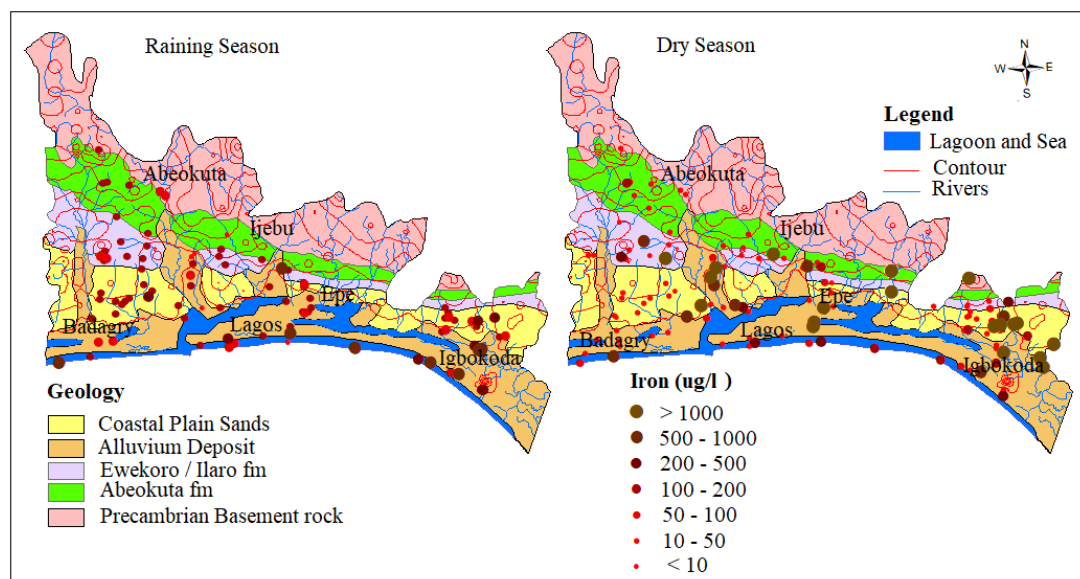 Raining Season
Dry Season
N
W E
S
Legend
Lagoon and Sea
Contour
Rivers
Abeokuta
Ijebu
Epe
Lagos
Badagry
Igbokoda
Abeokuta
Ijebu
Epe
Lagos
Badagry
Igbokoda
Geology
Coastal Plain Sands
Alluvium Deposit
Ewekoro / Ilaro fm
Abeokuta fm
Precambrian Basement rock
Iron (ug/l )
> 1000
500 - 1000
200 - 500
100 - 200
50 - 100
10 - 50
< 10